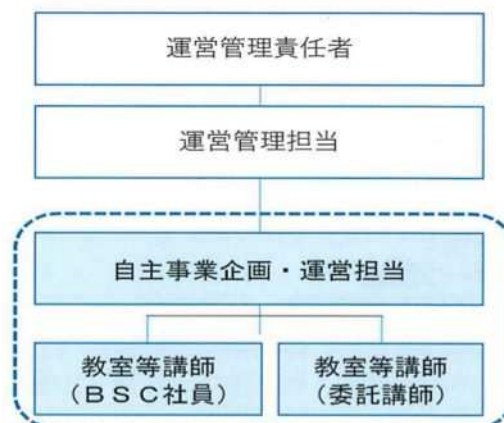 運営管理責任者
運営管理担当
自主事業企画・運営担当
教室等講師
(BSC社員)
教室等講師
(委託講師)